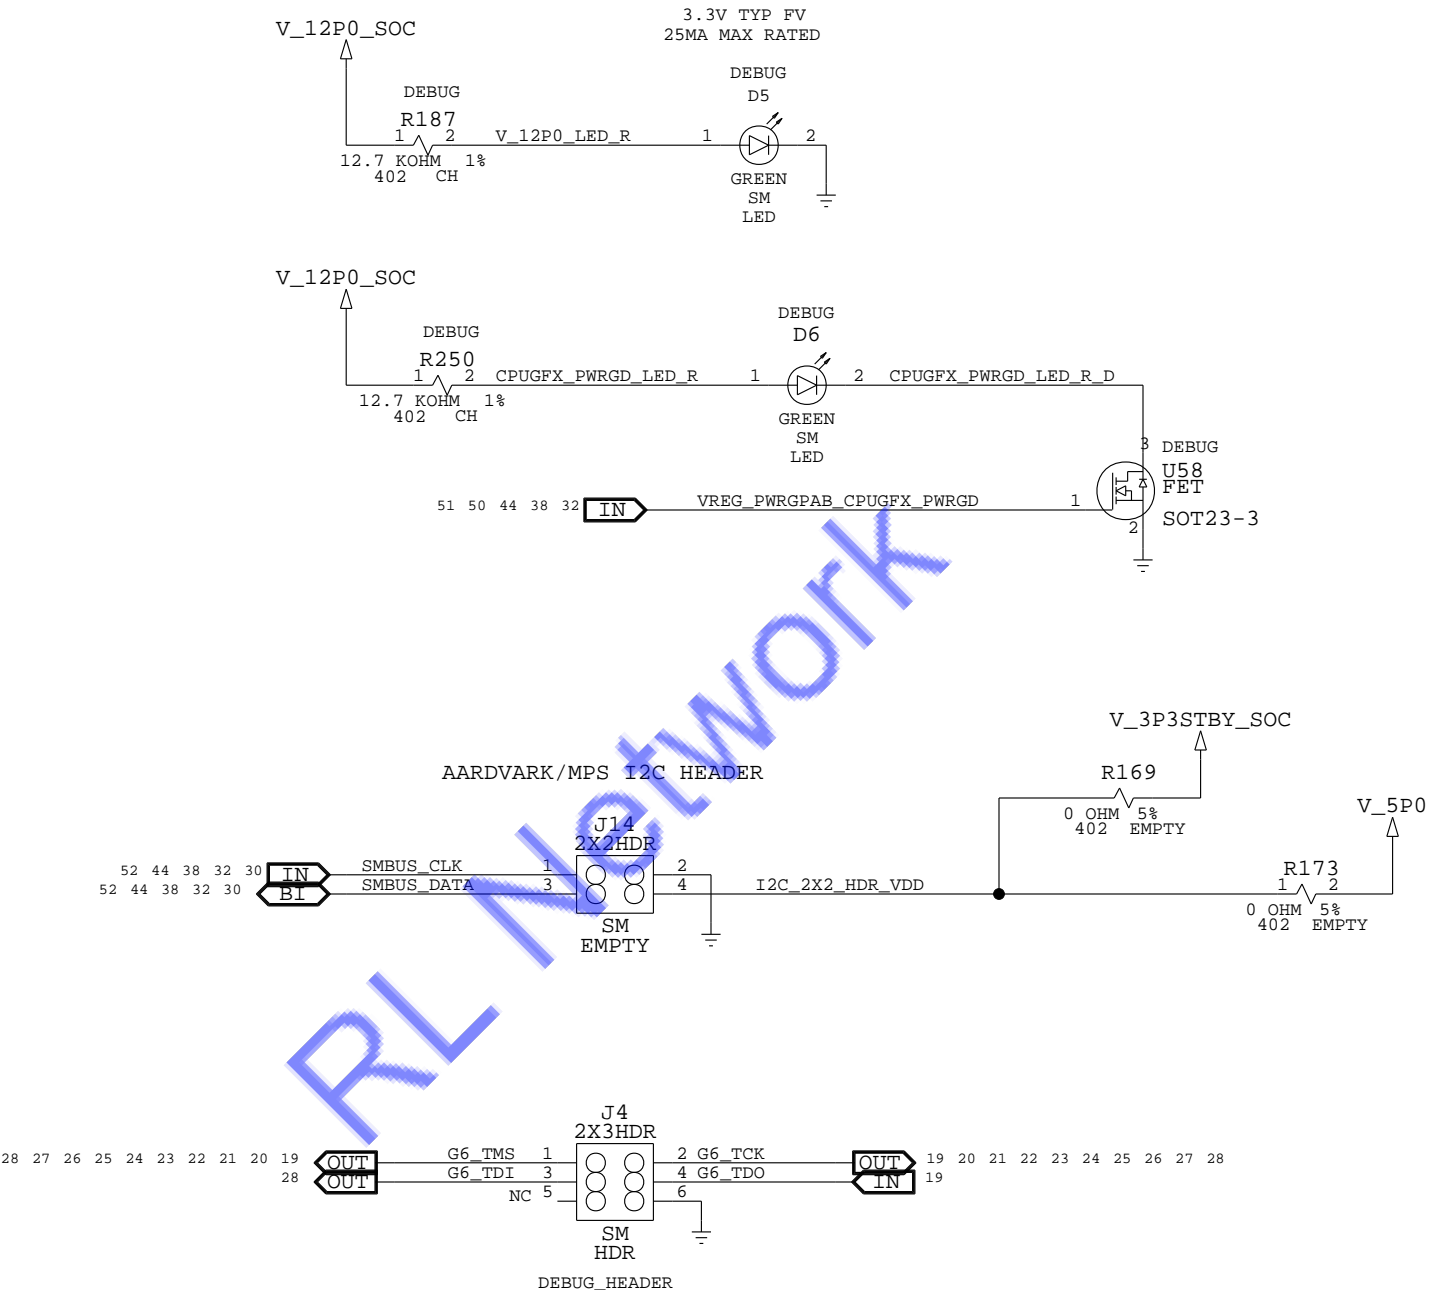 3.3V TYP FV
25MA MAX RATED
V_12P0_SOC
DEBUG
D5
DEBUG
R187
1 2 V_12P0_LED_R 1 2
12.7 KOHM 1%
402 CH
GREEN
SM
LED
V_12P0_SOC
DEBUG
D6
DEBUG
R250
1 2 CPUGFX_PWRGD_LED_R 1 2 CPUGFX_PWRGD_LED_R_D
12.7 KOHM 1%
402 CH
GREEN
SM
LED
3 DEBUG
U58
FET
SOT23-3
51 50 44 38 32 IN VREG_PWRGPAB_CPUGFX_PWRGD 1
2
V_3P3STBY_SOC
AARDVARK/MPS I2C HEADER
R169
0 OHM 5%
402 EMPTY
V_5P0
J14
2X2HDR
52 44 38 32 30 IN SMBUS_CLK 1 2
52 44 38 32 30 BI SMBUS_DATA 3 4 I2C_2X2_HDR_VDD
R173
1 2
0 OHM 5%
402 EMPTY
SM
EMPTY
J4
2X3HDR
28 27 26 25 24 23 22 21 20 19 OUT G6_TMS 1 2 G6_TCK OUT 19 20 21 22 23 24 25 26 27 28
28 OUT G6_TDI 3 4 G6_TDO IN 19
NC 5 6
SM
HDR
DEBUG_HEADER
RL Network